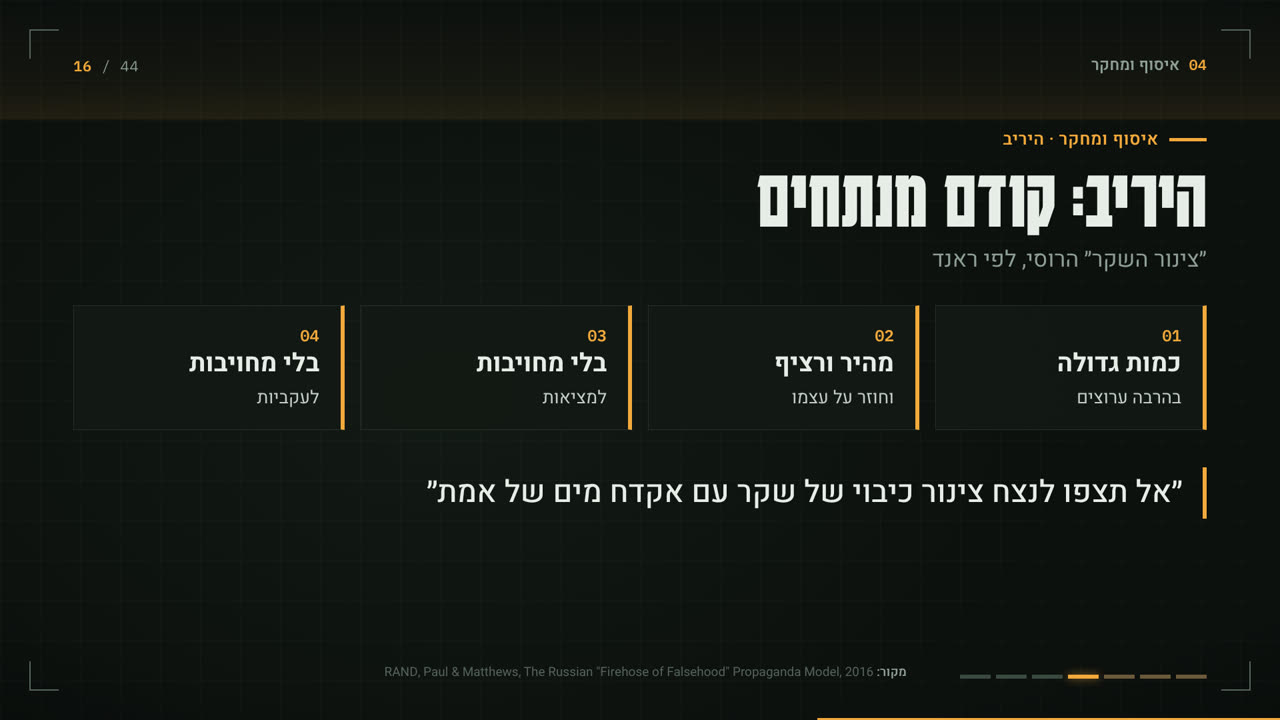 04 איסוף ומחקר
16 / 44
איסוף ומחקר · היריב
היריב: קודם מנתחים
"צינור השקר" הרוסי, לפי ראנד
01
כמות גדולה
בהרבה ערוצים
02
מהיר ורציף
וחוזר על עצמו
03
בלי מחויבות
למציאות
04
בלי מחויבות
לעקביות
"אל תצפו לנצח צינור כיבוי של שקר עם אקדח מים של אמת"
מקור: RAND, Paul & Matthews, The Russian "Firehose of Falsehood" Propaganda Model, 2016